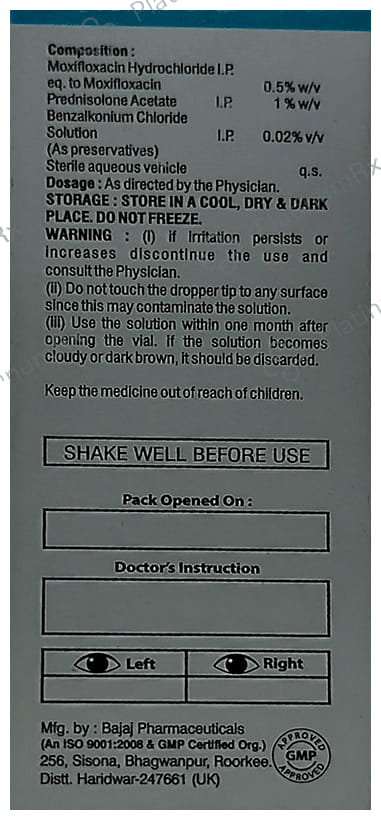 Composition :
Moxifloxacin Hydrochloride I.P.
eq. to Moxifloxacin 0.5% w/v
Prednisolone Acetate I.P. 1% w/v
Benzalkonium Chloride
Solution I.P. 0.02% v/v
(As preservatives)
Sterile aqueous vehicle q.s.
Dosage : As directed by the Physician.
STORAGE : STORE IN A COOL, DRY & DARK
PLACE. DO NOT FREEZE.
WARNING : (i) if irritation persists or
increases discontinue the use and
consult the Physician.
(ii) Do not touch the dropper tip to any surface
since this may contaminate the solution.
(iii) Use the solution within one month after
opening the vial. If the solution becomes
cloudy or dark brown, it should be discarded.
Keep the medicine out of reach of children.
SHAKE WELL BEFORE USE
Pack Opened On :
Doctor's Instruction
Left Right
Mfg. by : Bajaj Pharmaceuticals
(An ISO 9001:2008 & GMP Certified Org.)
256, Sisona, Bhagwanpur, Roorkee.
Distt. Haridwar-247661 (UK)
APPROVED
GMP
APPROVED